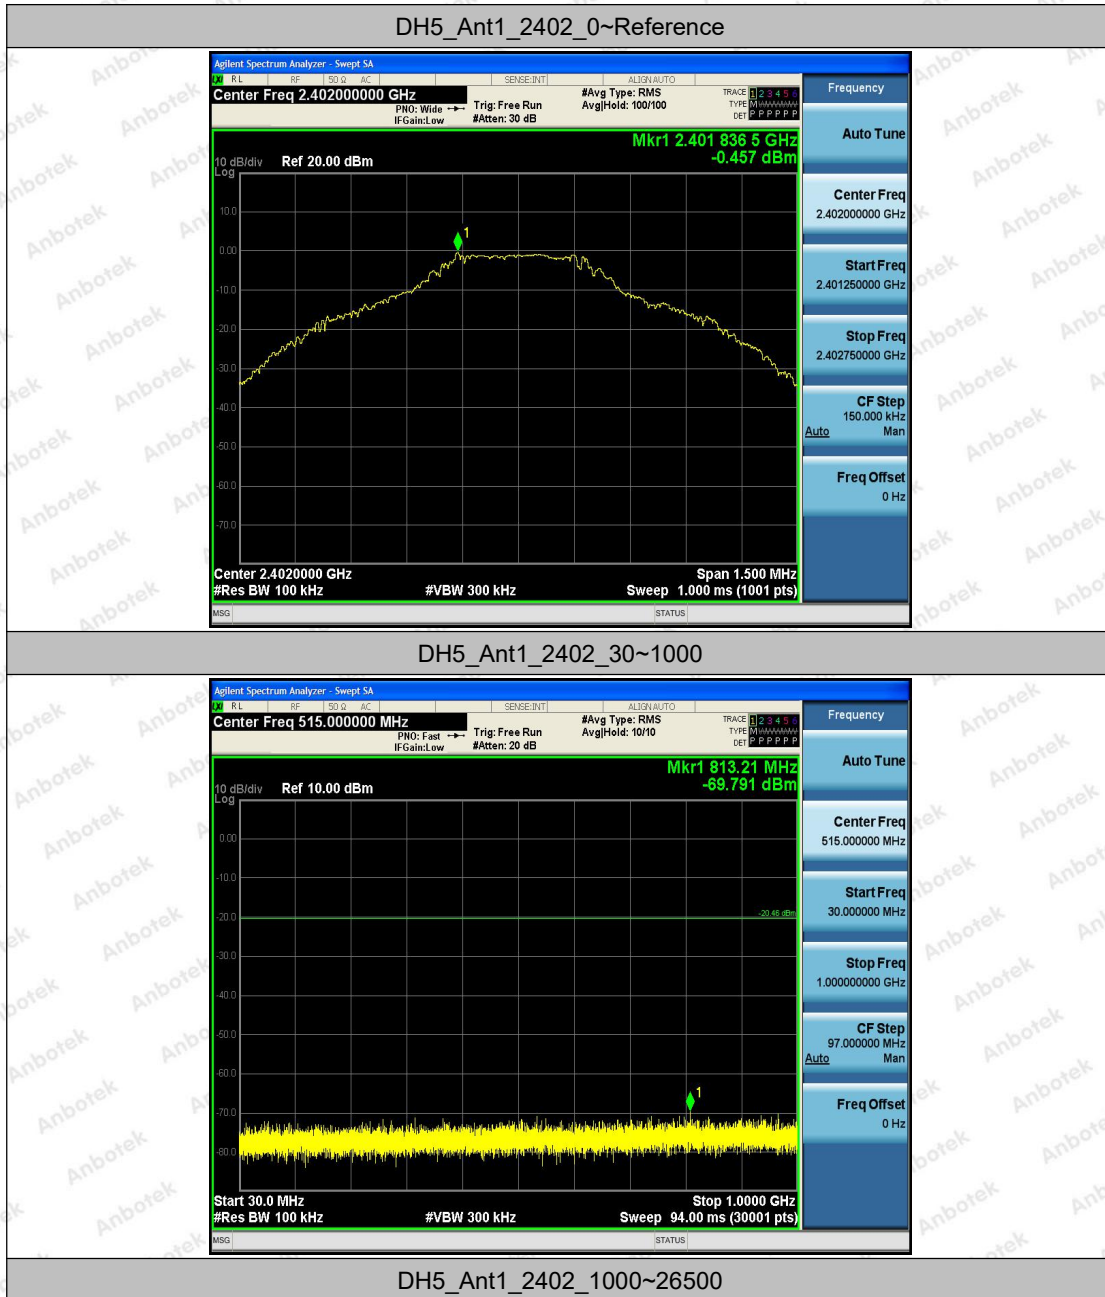 DH5_Ant1_2402_0~Reference
Agilent Spectrum Analyzer - Swept SA
LXI RL RF 50 Ω AC SENSE:INT ALIGN AUTO
Center Freq 2.402000000 GHz
PNO: Wide
IFGain:Low
Trig: Free Run
#Atten: 30 dB
#Avg Type: RMS
Avg|Hold: 100/100
TRACE 1 2 3 4 5 6
TYPE M
DET P P P P P P
Mkr1 2.401 836 5 GHz
-0.457 dBm
10 dB/div Ref 20.00 dBm
Log
10.0
0.00
-10.0
-20.0
-30.0
-40.0
-50.0
-60.0
-70.0
1
Center 2.4020000 GHz Span 1.500 MHz
#Res BW 100 kHz #VBW 300 kHz Sweep 1.000 ms (1001 pts)
MSG STATUS
Frequency
Auto Tune
Center Freq
2.402000000 GHz
Start Freq
2.401250000 GHz
Stop Freq
2.402750000 GHz
CF Step
150.000 kHz
Auto Man
Freq Offset
0 Hz
DH5_Ant1_2402_30~1000
Agilent Spectrum Analyzer - Swept SA
LXI RL RF 50 Ω AC SENSE:INT ALIGN AUTO
Center Freq 515.000000 MHz
PNO: Fast
IFGain:Low
Trig: Free Run
#Atten: 20 dB
#Avg Type: RMS
Avg|Hold: 10/10
TRACE 1 2 3 4 5 6
TYPE M
DET P P P P P P
Mkr1 813.21 MHz
-69.791 dBm
10 dB/div Ref 10.00 dBm
Log
0.00
-10.0
-20.0
-30.0
-40.0
-50.0
-60.0
-70.0
-80.0
-20.46 dBm
1
Start 30.0 MHz Stop 1.0000 GHz
#Res BW 100 kHz #VBW 300 kHz Sweep 94.00 ms (30001 pts)
MSG STATUS
Frequency
Auto Tune
Center Freq
515.000000 MHz
Start Freq
30.000000 MHz
Stop Freq
1.000000000 GHz
CF Step
97.000000 MHz
Auto Man
Freq Offset
0 Hz
DH5_Ant1_2402_1000~26500
Anbotek